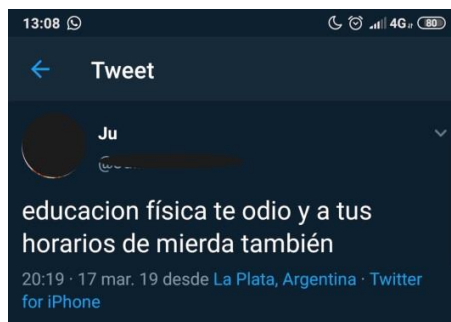 13:08
4G 80
Tweet
Ju
educacion física te odio y a tus
horarios de mierda también
20:19 · 17 mar. 19 desde La Plata, Argentina · Twitter
for iPhone